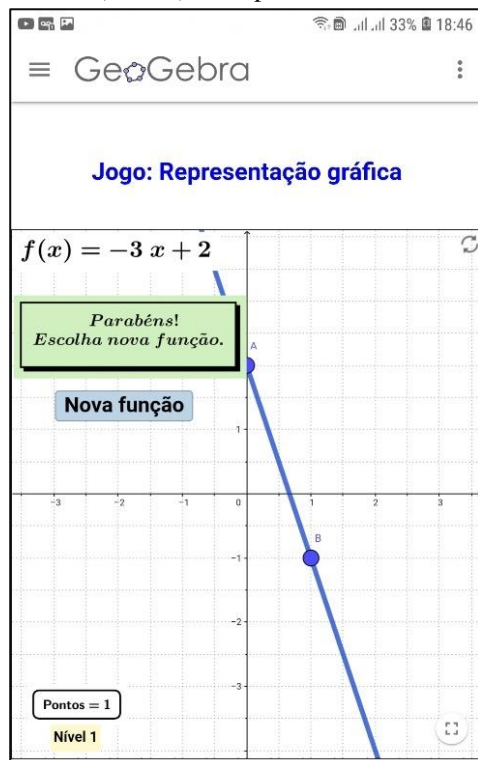 33% 18:46
GeoGebra
Jogo: Representação gráfica
f(x) = −3 x + 2
Parabéns!
Escolha nova função.
Nova função
A
1
-3 -2 -1 0 1 2 3
B
-1
-2
-3
Pontos = 1
Nível 1